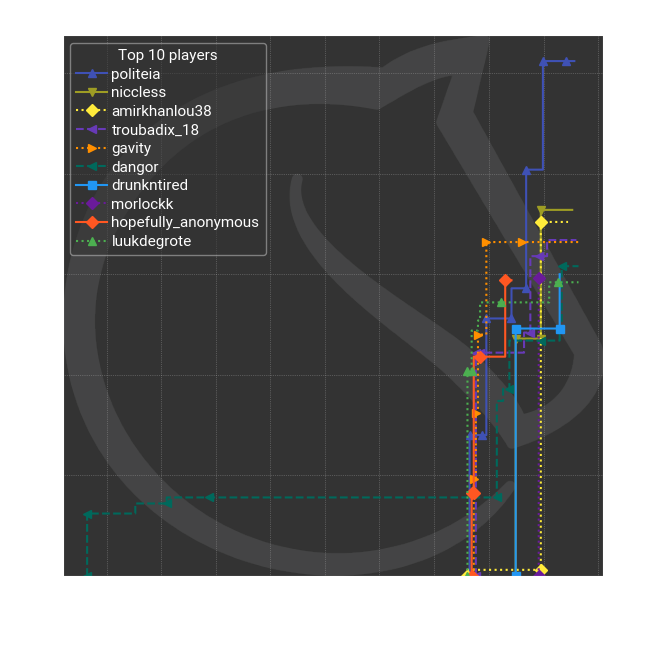 Top 10 players
politeia
niccless
amirkhanlou38
troubadix_18
gavity
dangor
drunkntired
morlockk
hopefully_anonymous
luukdegrote